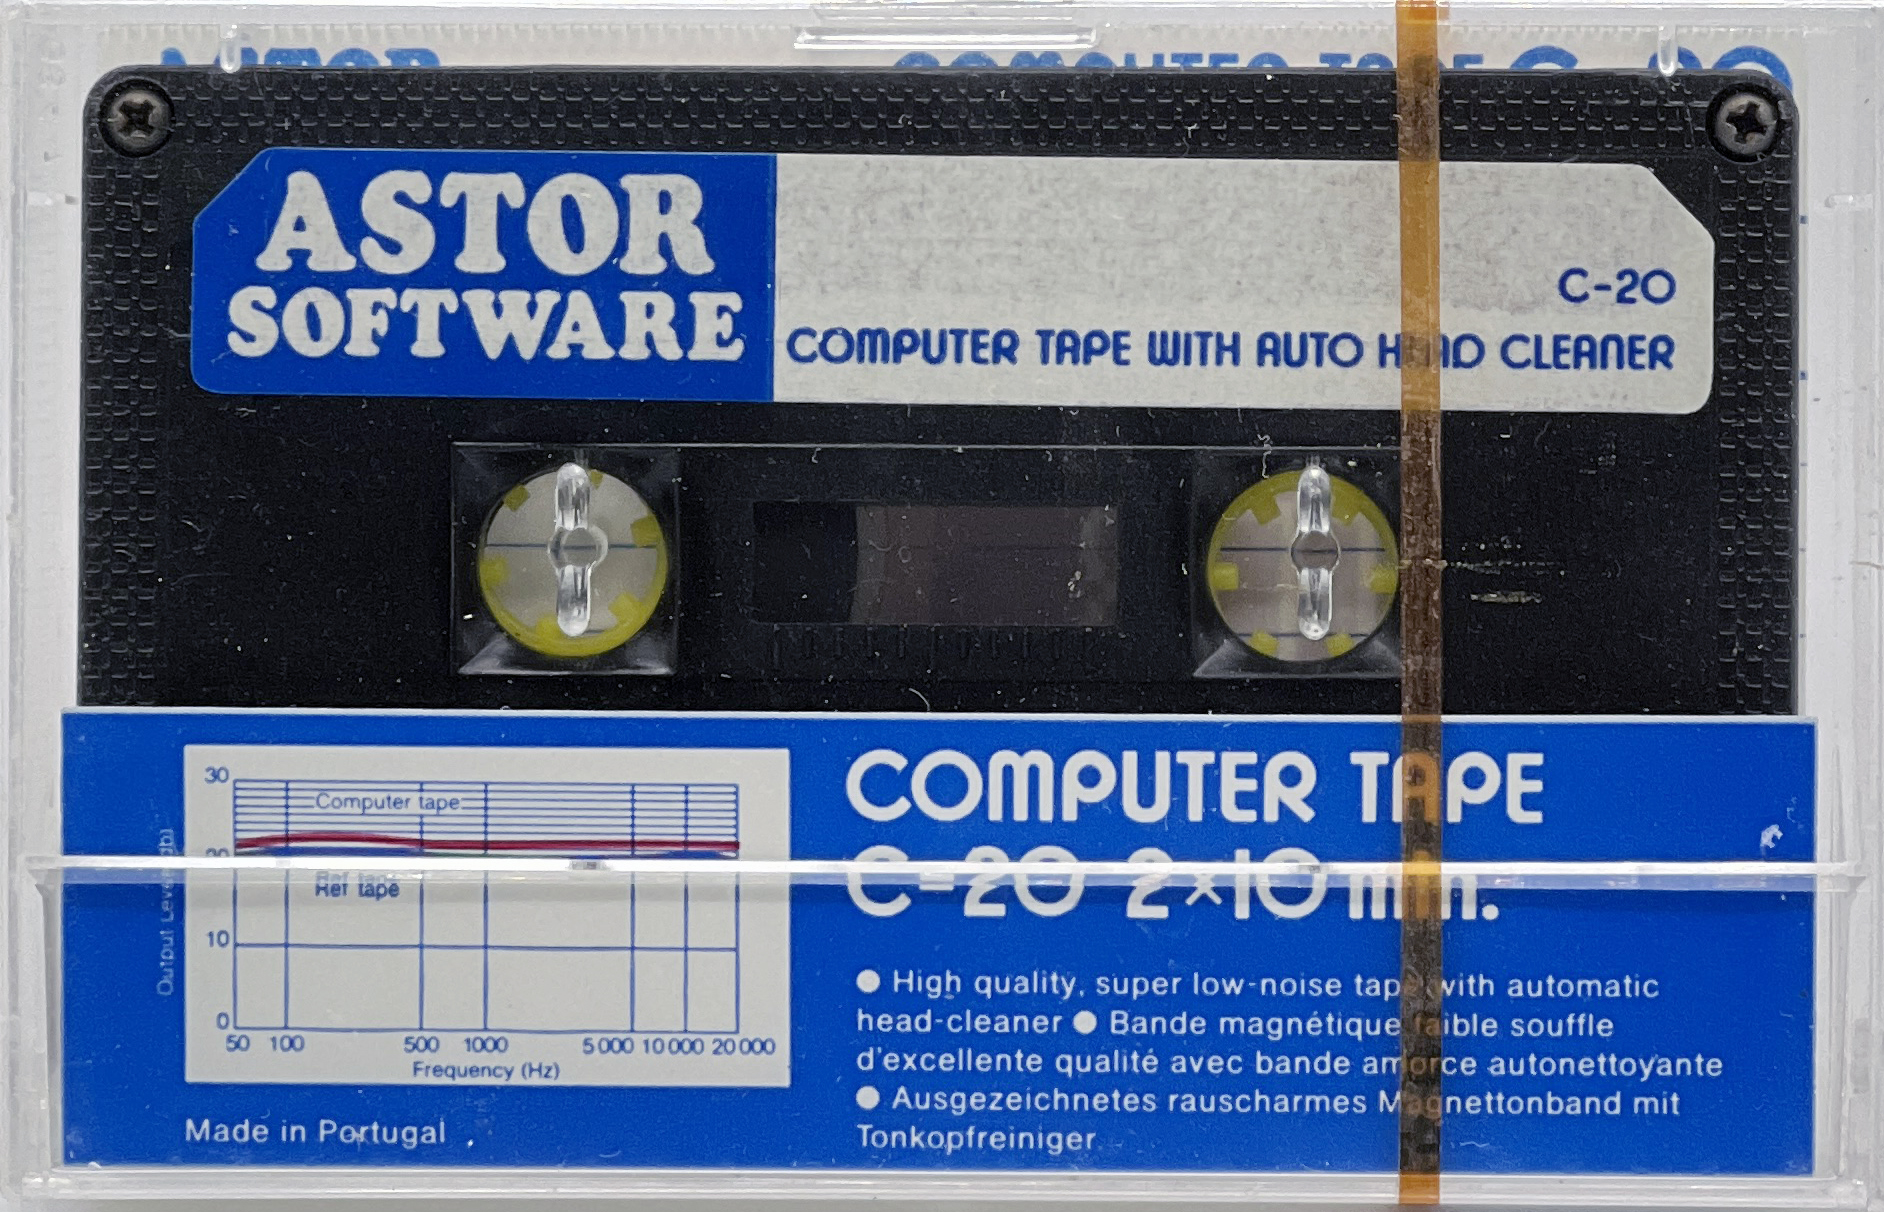 ASTOR
SOFTWARE
C-20
COMPUTER TAPE WITH AUTO HEAD CLEANER
30
Computer tape
20
Ref tape
10
0
50 100 500 1000 5000 10000 20000
Frequency (Hz)
Output Level (db)
Made in Portugal
COMPUTER TAPE
C-20 2x10 min.
● High quality, super low-noise tape with automatic
head-cleaner ● Bande magnétique faible souffle
d'excellente qualité avec bande amorce autonettoyante
● Ausgezeichnetes rauscharmes Magnettonband mit
Tonkopfreiniger